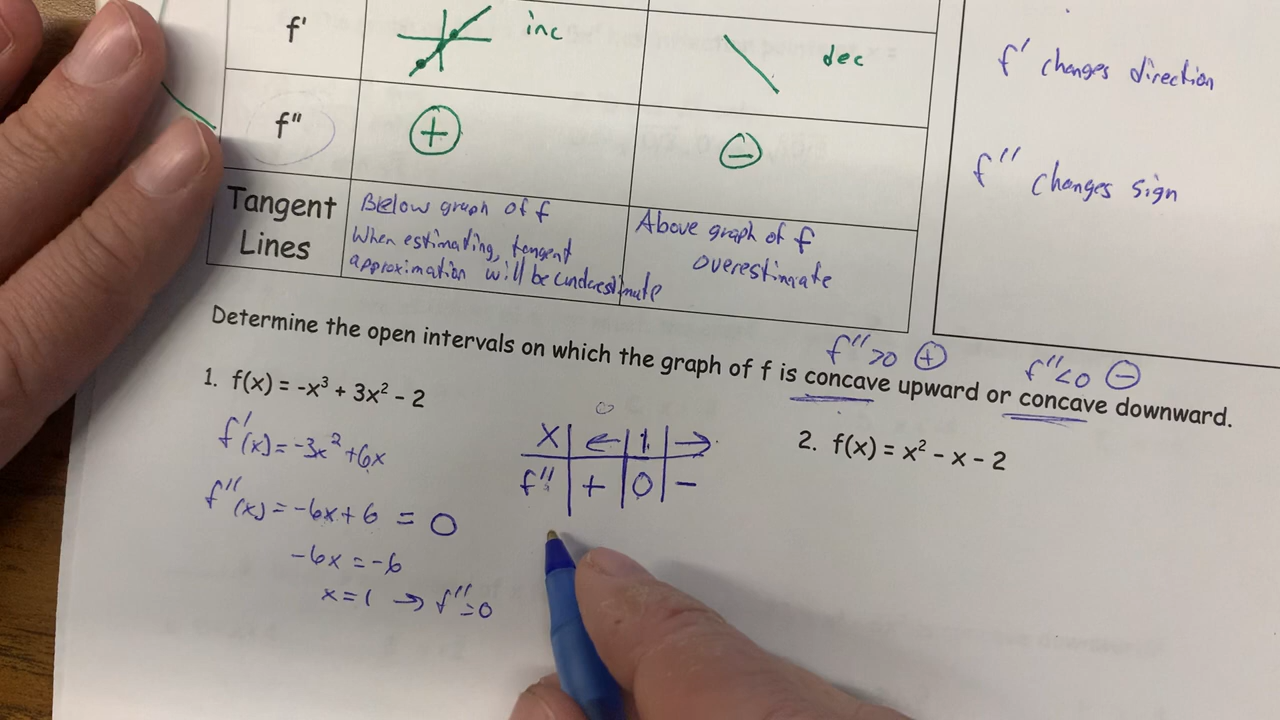 f' inc dec
f" + −
Tangent Lines
Below graph of f
When estimating, tangent
approximation will be underestimate
Above graph of f
overestimate
f' changes direction
f'' changes sign
f''>0 +
f''<0 −
Determine the open intervals on which the graph of f is concave upward or concave downward.
1. f(x) = -x³ + 3x² - 2
f'(x) = -3x² + 6x
f''(x) = -6x + 6 = 0
-6x = -6
x = 1 → f''=0
0
X ← 1 →
f'' + 0 −
2. f(x) = x² - x - 2